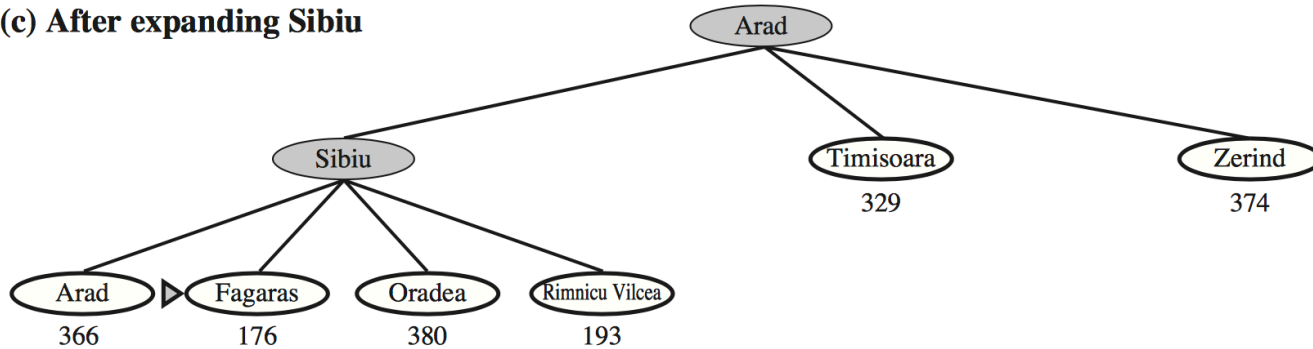 (c) After expanding Sibiu
Arad
Sibiu
Timisoara
Zerind
329
374
Arad
Fagaras
Oradea
Rimnicu Vilcea
366
176
380
193